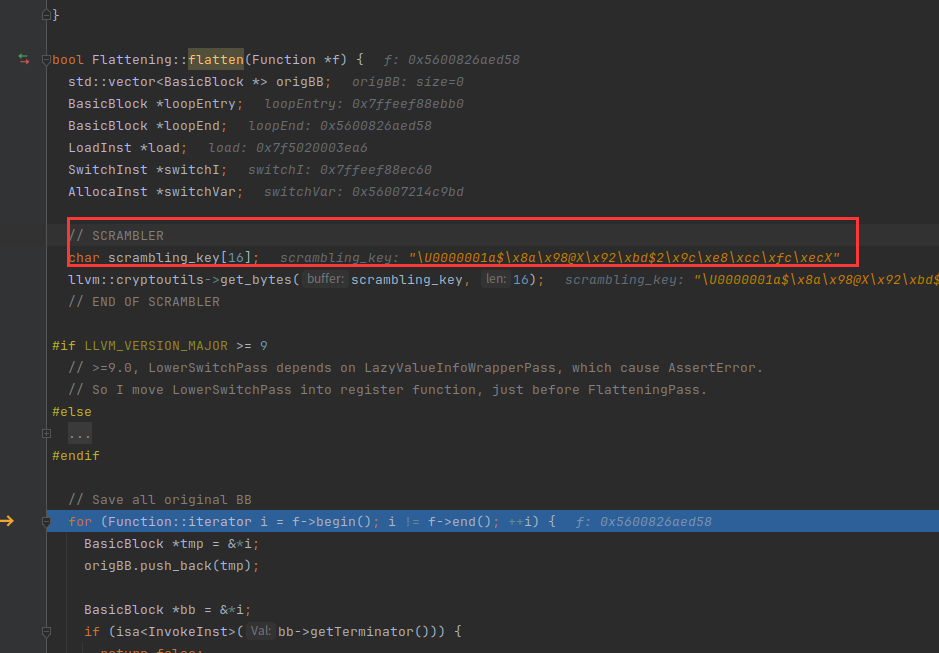 }
bool Flattening::flatten(Function *f) {   f: 0x5600826aed58
std::vector<BasicBlock *> origBB;   origBB: size=0
BasicBlock *loopEntry;   loopEntry: 0x7ffeef88ebb0
BasicBlock *loopEnd;   loopEnd: 0x5600826aed58
LoadInst *load;   load: 0x7f5020003ea6
SwitchInst *switchI;   switchI: 0x7ffeef88ec60
AllocaInst *switchVar;   switchVar: 0x56007214c9bd
// SCRAMBLER
char scrambling_key[16];   scrambling_key: "\U0000001a$\x8a\x98@X\x92\xbd$2\x9c\xe8\xcc\xfc\xecX"
llvm::cryptoutils->get_bytes( buffer: scrambling_key,  len: 16);   scrambling_key: "\U0000001a$\x8a\x98@X\x92\xbd$
// END OF SCRAMBLER
#if LLVM_VERSION_MAJOR >= 9
// >=9.0, LowerSwitchPass depends on LazyValueInfoWrapperPass, which cause AssertError.
// So I move LowerSwitchPass into register function, just before FlatteningPass.
#else
...
#endif
// Save all original BB
for (Function::iterator i = f->begin(); i != f->end(); ++i) {   f: 0x5600826aed58
BasicBlock *tmp = &*i;
origBB.push_back(tmp);
BasicBlock *bb = &*i;
if (isa<InvokeInst>( Val: bb->getTerminator())) {
return false;